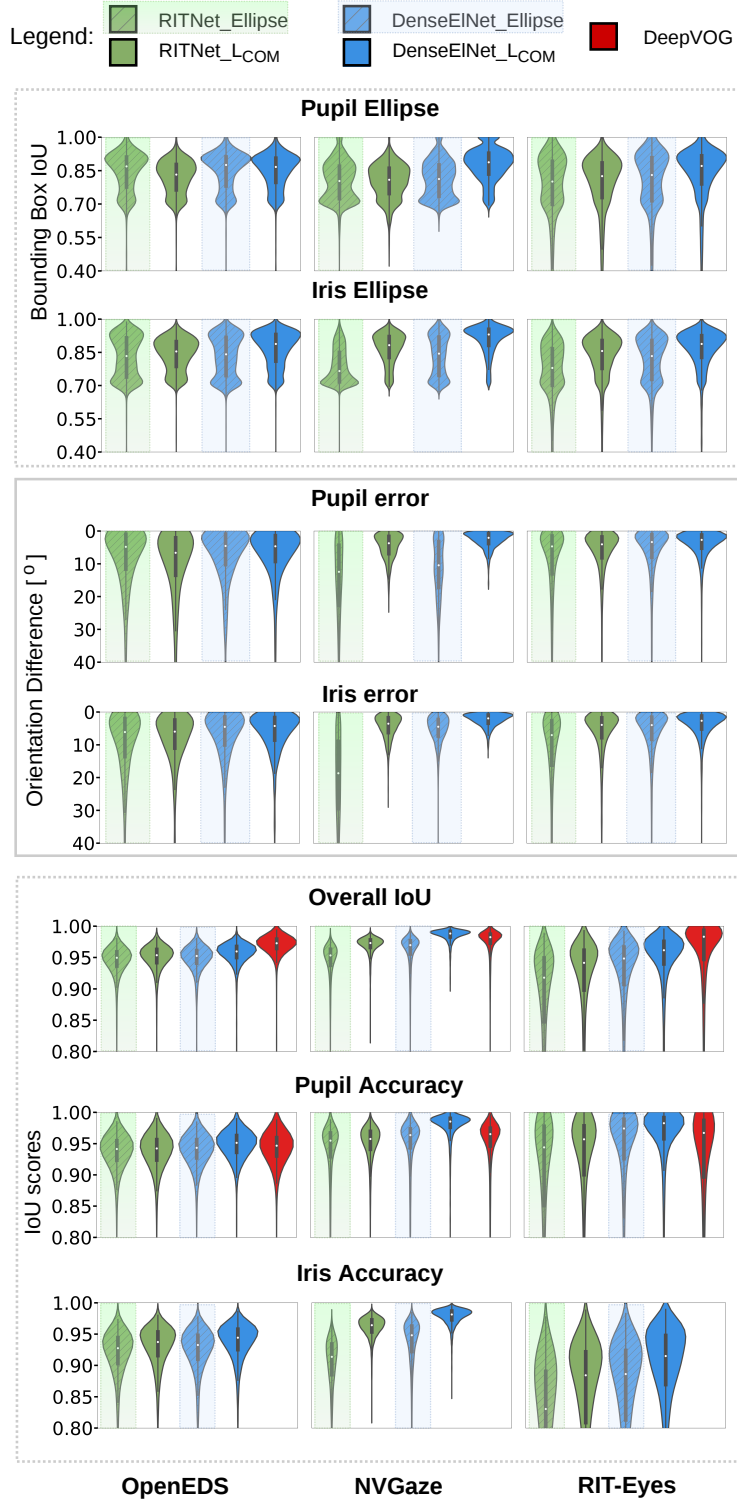 Legend: RITNet_Ellipse DenseElNet_Ellipse DeepVOG
RITNet_L_COM DenseElNet_L_COM
Pupil Ellipse
Bounding Box IoU
1.00
0.85
0.70
0.55
0.40
Iris Ellipse
1.00
0.85
0.70
0.55
0.40
Pupil error
Orientation Difference [ o ]
0
10
20
30
40
Iris error
0
10
20
30
40
Overall IoU
1.00
0.95
0.90
0.85
0.80
Pupil Accuracy
IoU scores
1.00
0.95
0.90
0.85
0.80
Iris Accuracy
1.00
0.95
0.90
0.85
0.80
OpenEDS NVGaze RIT-Eyes